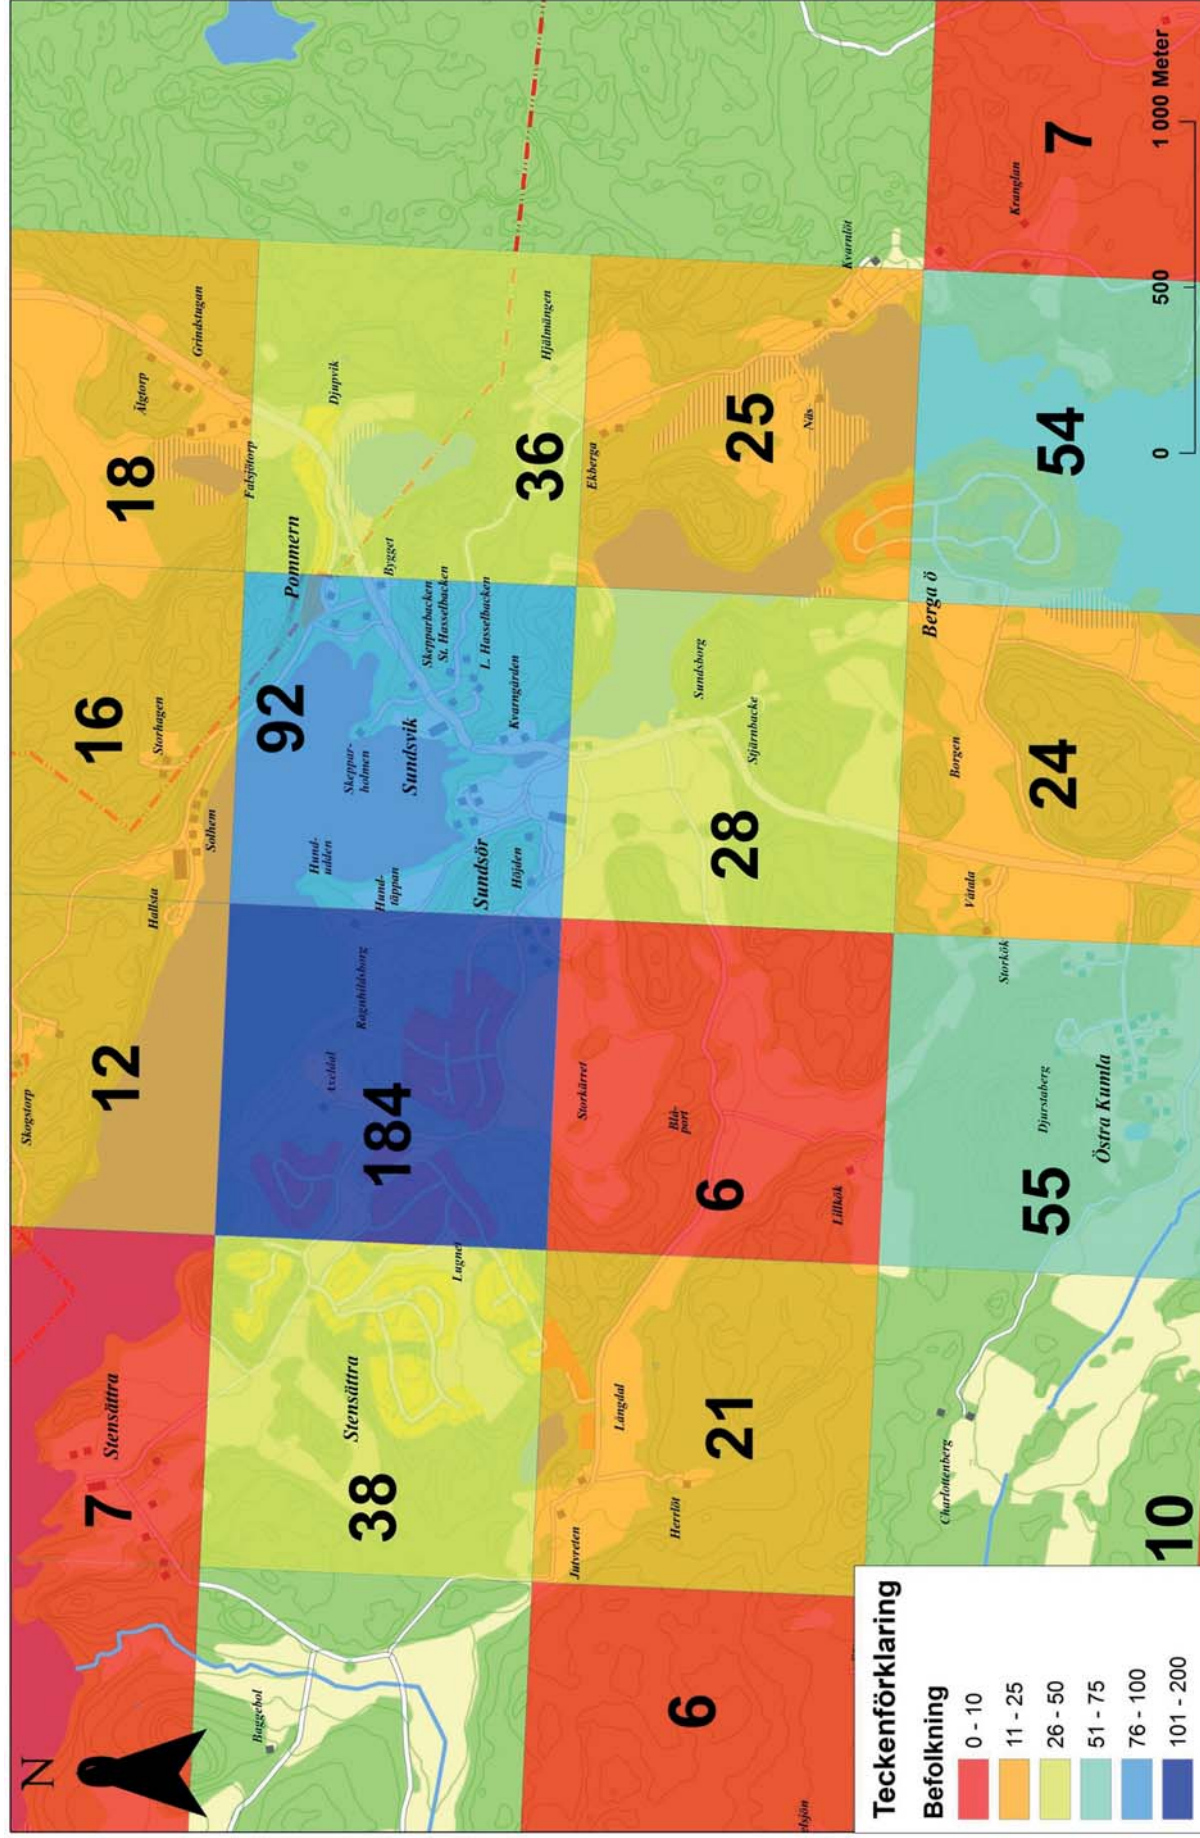 N
7
Stensättra
Skogstorp
12
Hallsta
Solhem
16
Storhagen
18
Älgtorp
Grindstugan
Falsjötorp
Baggebol
38
Stensättra
Lugnet
184
Axeldal
Ragnhildsborg
Hund-
täppan
Hund-
udden
92
Skeppar-
holmen
Sundsvik
Sundsör
Höjden
Kvarngården
Skepparbacken
St. Hasselbacken
L. Hasselbacken
Pommern
Bygget
Djupvik
36
Hjälmängen
6
Jutvreten
Herrlöt
Långdal
21
Storkärret
Blå-
port
6
Lillkök
28
Sundsborg
Stjärnbacke
Ekberga
25
Näs
Kvarnlöt
Charlottenberg
10
55
Djurstaberg
Östra Kumla
Storkök
Våtala
Borgen
24
Berga ö
54
Kranglan
7
elsjön
Teckenförklaring
Befolkning
0 - 10
11 - 25
26 - 50
51 - 75
76 - 100
101 - 200
0 500 1 000 Meter